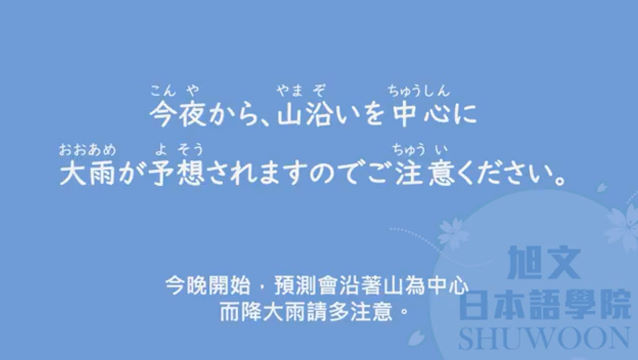 こん や やま ぞ ちゅうしん
今夜から、山沿いを中心に
おおあめ よ そう ちゅう い
大雨が予想されますのでご注意ください。
今晚開始，預測會沿著山為中心
而降大雨請多注意。
旭文
日本語學院
SHUWOON